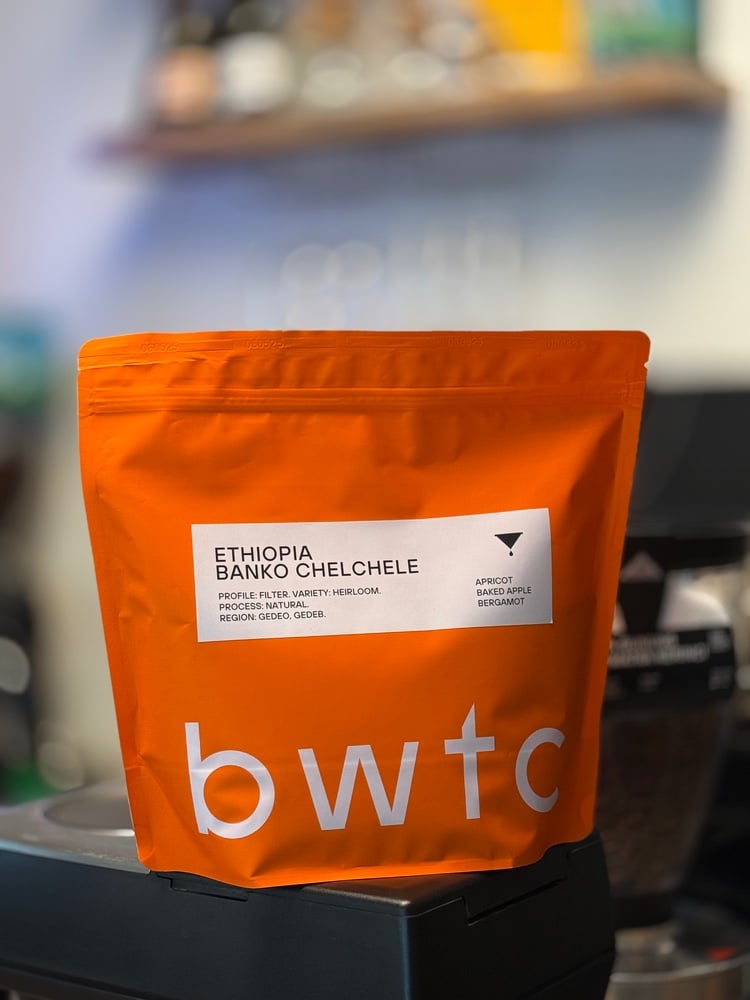 ETHIOPIA
BANKO CHELCHELE
PROFILE: FILTER. VARIETY: HEIRLOOM.
PROCESS: NATURAL.
REGION: GEDEO, GEDEB.
APRICOT
BAKED APPLE
BERGAMOT
bwtc